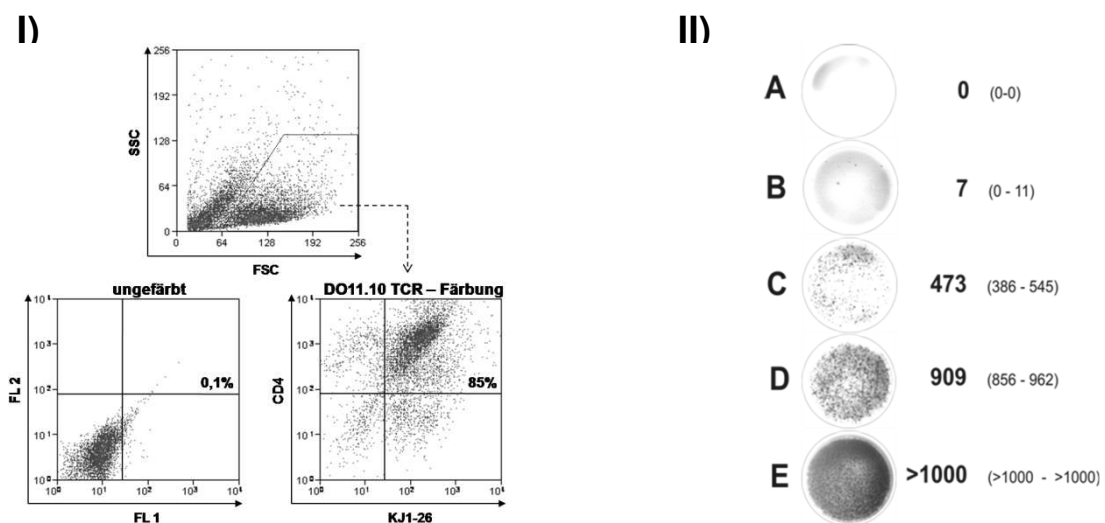 I)
256
192
128
64
0
SSC
0 64 128 192 256
FSC
ungefärbt
10¹
10³
10²
10¹
10⁰
FL 2
0,1%
10⁰ 10¹ 10² 10³ 10⁴
FL 1
DO11.10 TCR – Färbung
10¹
10³
10²
10¹
10⁰
CD4
85%
10⁰ 10¹ 10² 10³ 10⁴
KJ1-26
II)
A 0 (0-0)
B 7 (0 - 11)
C 473 (386 - 545)
D 909 (856 - 962)
E >1000 (>1000 - >1000)